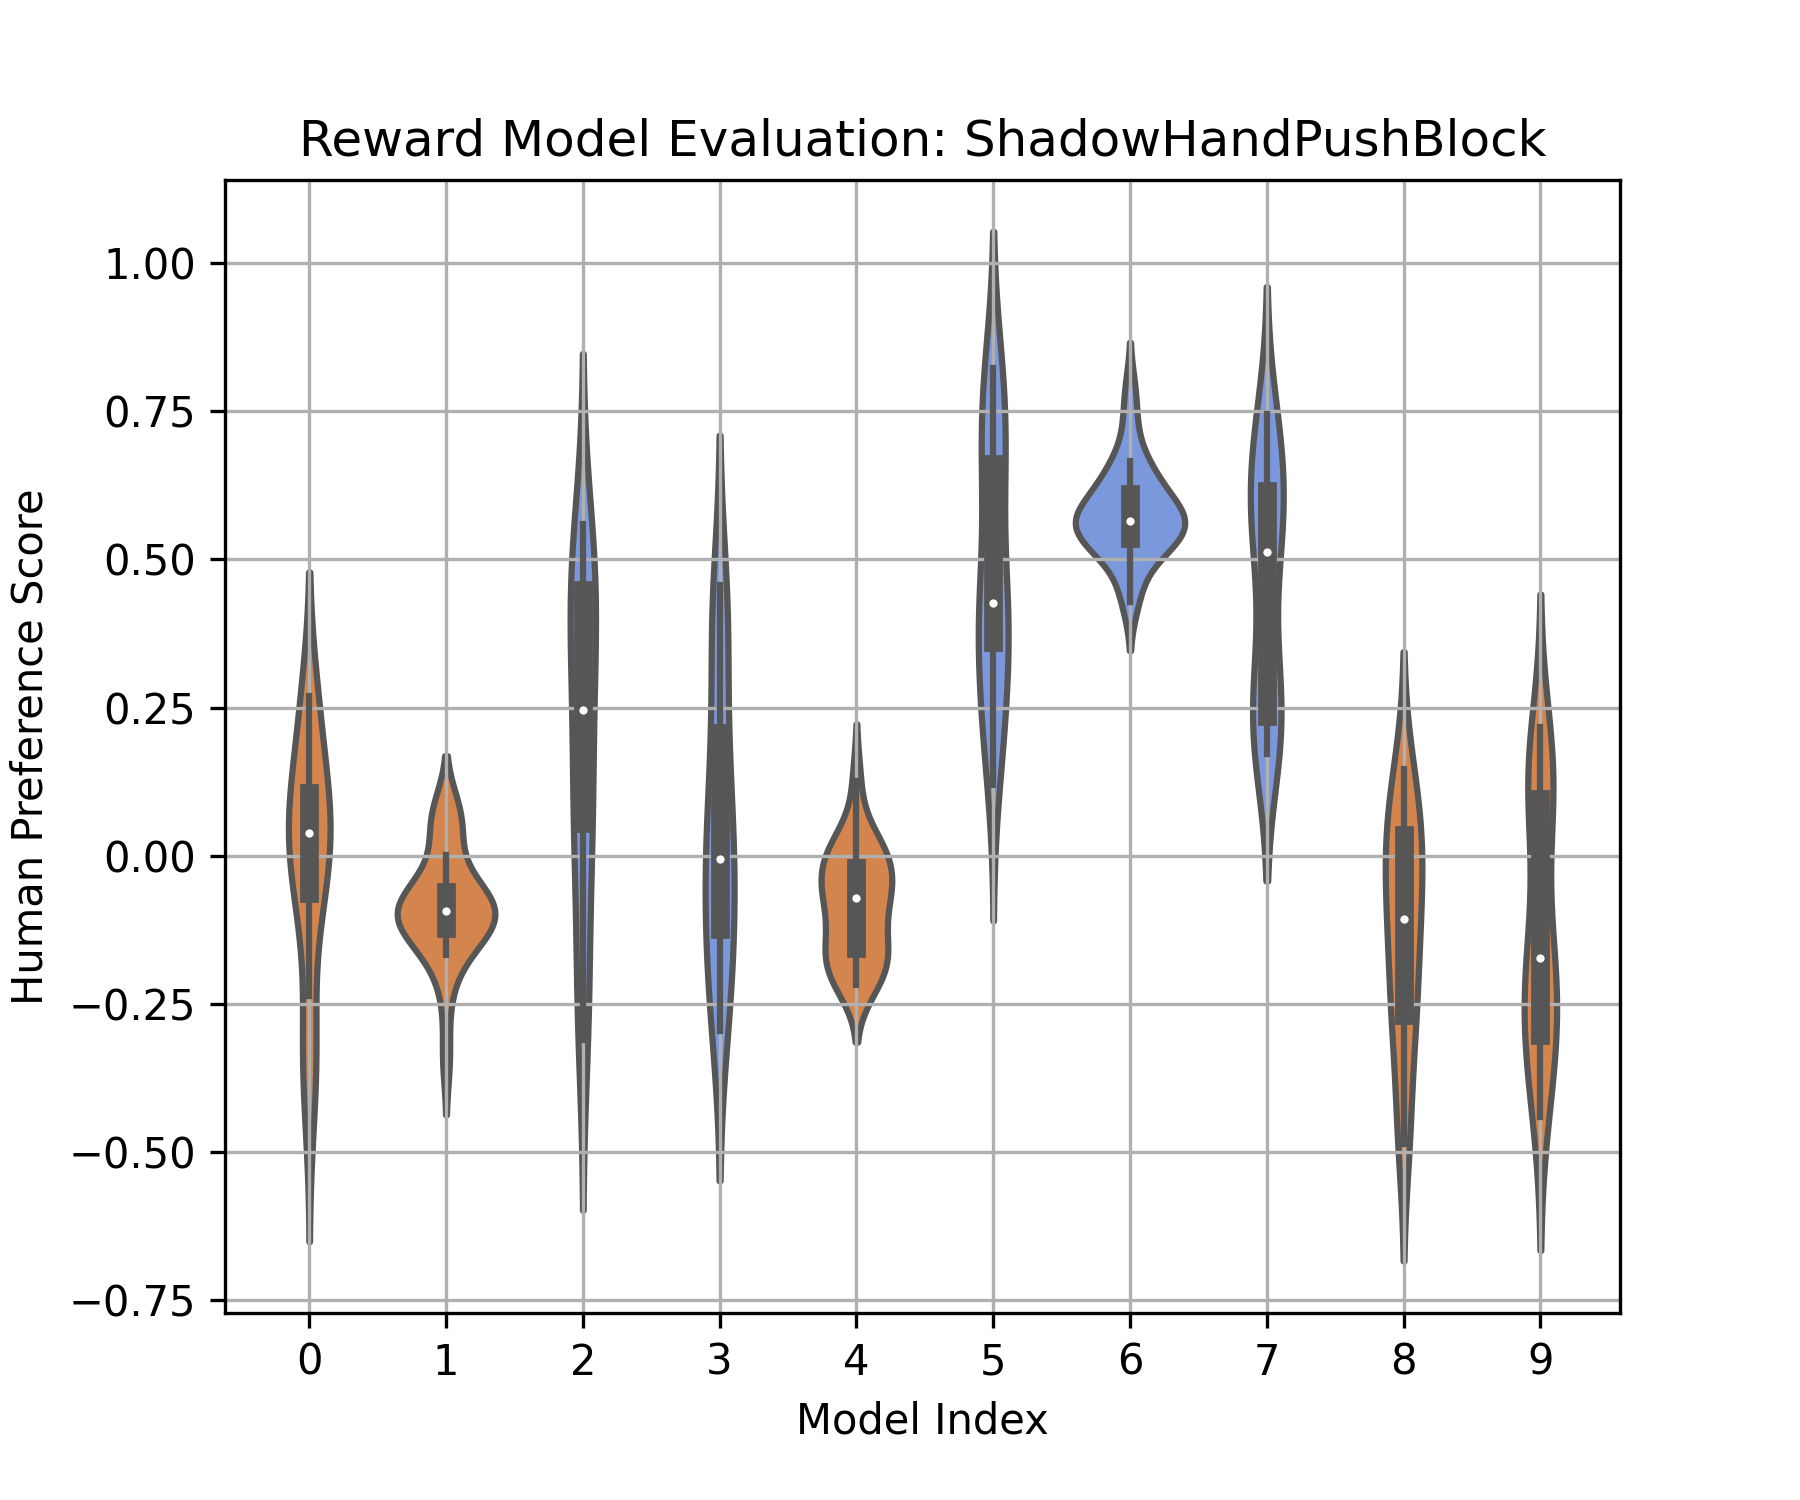 Reward Model Evaluation: ShadowHandPushBlock
Human Preference Score
1.00
0.75
0.50
0.25
0.00
−0.25
−0.50
−0.75
0 1 2 3 4 5 6 7 8 9
Model Index